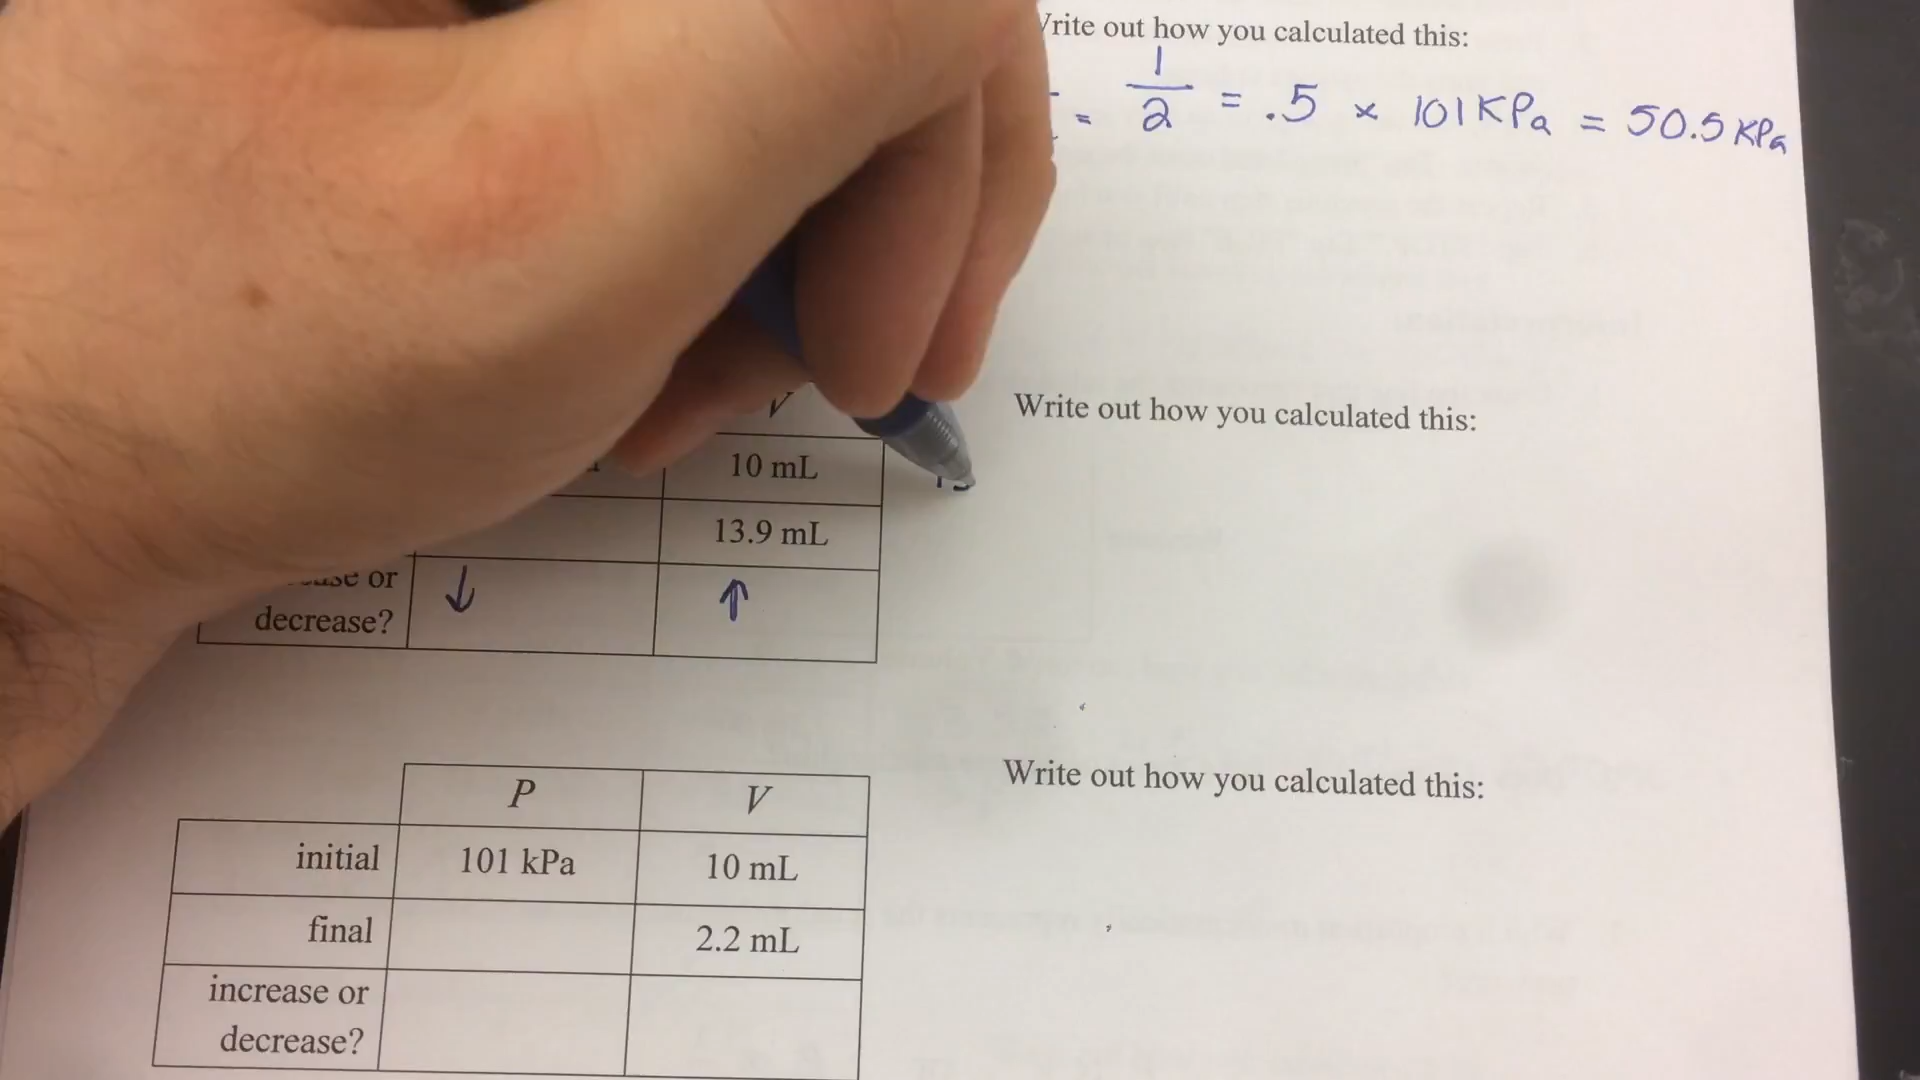 Write out how you calculated this:
= 1/2 = .5 × 101 KPa = 50.5 KPa
V
Write out how you calculated this:
10 mL
13.9 mL
or
decrease? ↓ ↑
P V
Write out how you calculated this:
initial 101 kPa 10 mL
final 2.2 mL
increase or
decrease?